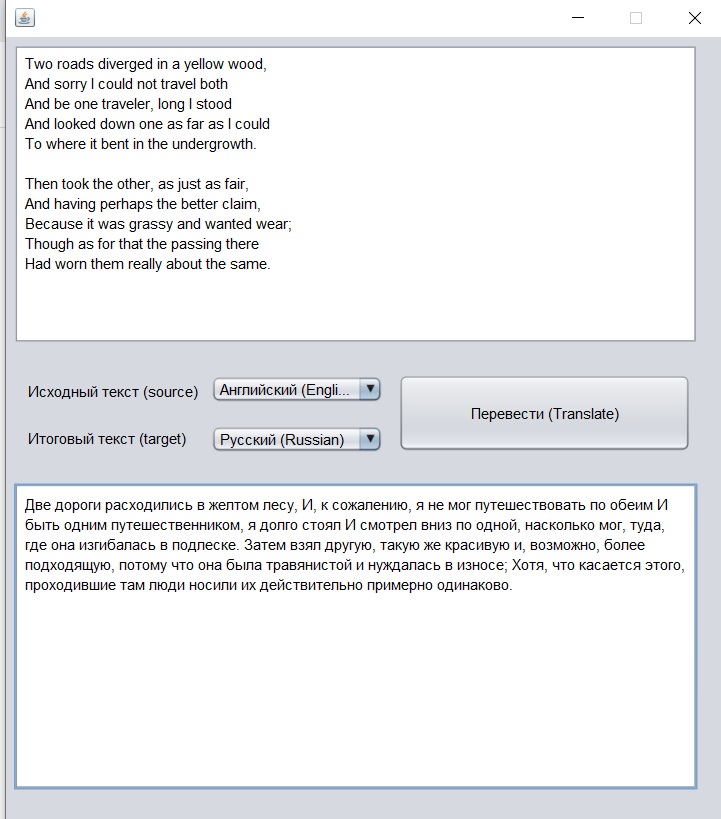 Two roads diverged in a yellow wood,
And sorry I could not travel both
And be one traveler, long I stood
And looked down one as far as I could
To where it bent in the undergrowth.
Then took the other, as just as fair,
And having perhaps the better claim,
Because it was grassy and wanted wear;
Though as for that the passing there
Had worn them really about the same.
Исходный текст (source)
Английский (Engli...
Перевести (Translate)
Итоговый текст (target)
Русский (Russian)
Две дороги расходились в желтом лесу, И, к сожалению, я не мог путешествовать по обеим И
быть одним путешественником, я долго стоял И смотрел вниз по одной, насколько мог, туда,
где она изгибалась в подлеске. Затем взял другую, такую же красивую и, возможно, более
подходящую, потому что она была травянистой и нуждалась в износе; Хотя, что касается этого,
проходившие там люди носили их действительно примерно одинаково.